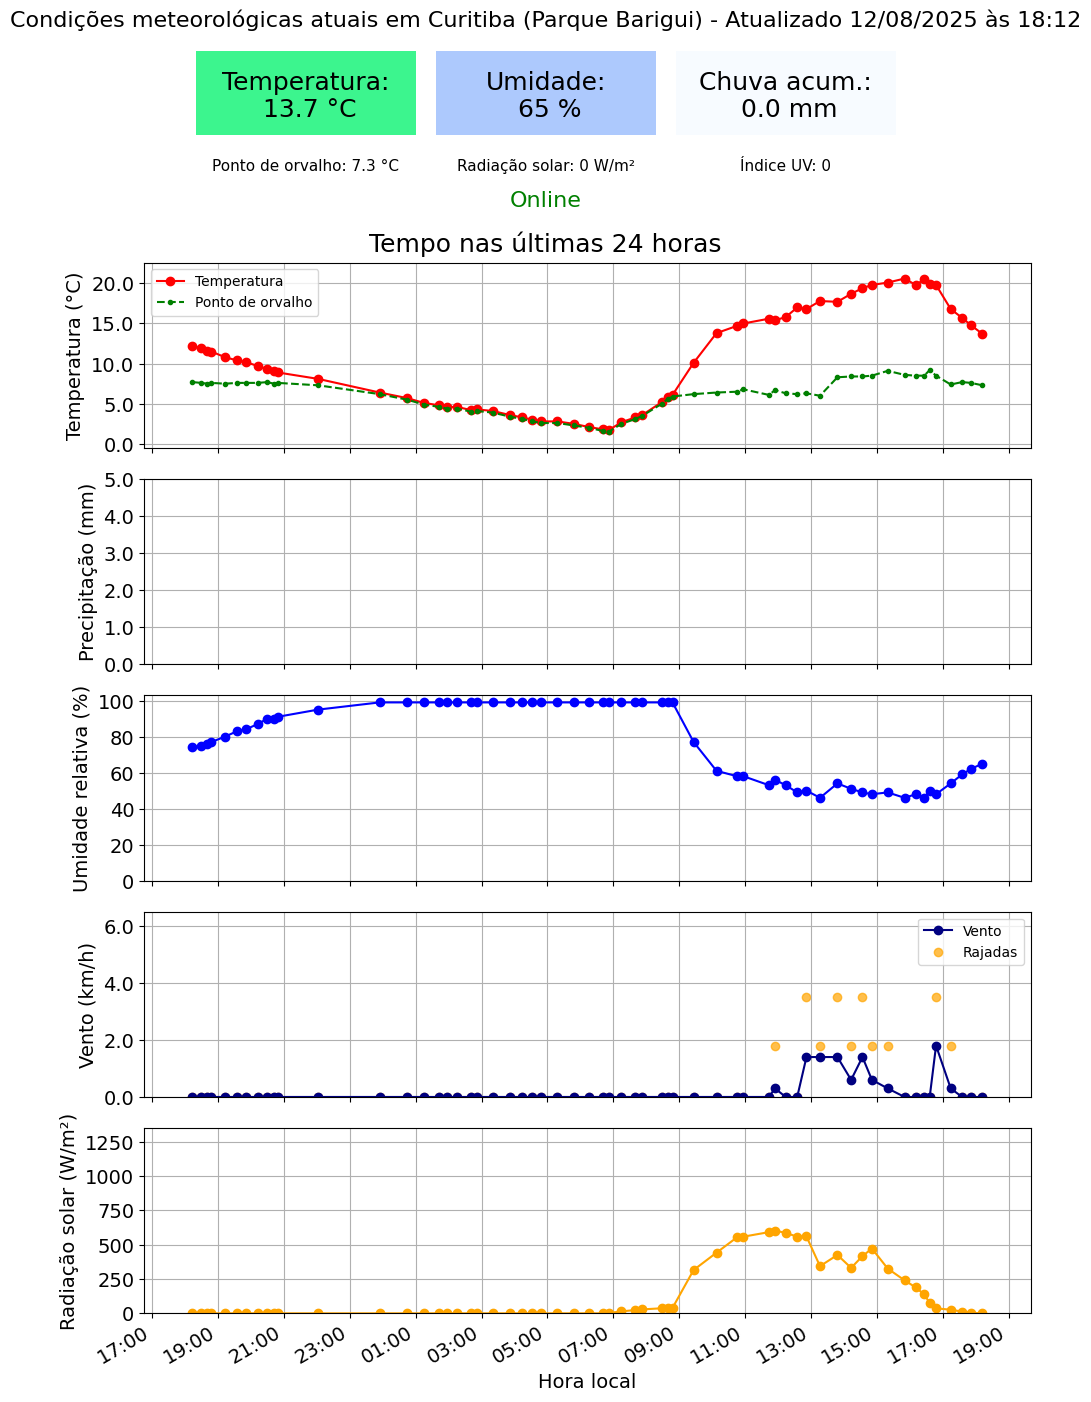 Condições meteorológicas atuais em Curitiba (Parque Barigui) - Atualizado 12/08/2025 às 18:12
Temperatura:
13.7 °C
Umidade:
65 %
Chuva acum.:
0.0 mm
Ponto de orvalho: 7.3 °C
Radiação solar: 0 W/m²
Índice UV: 0
Online
Tempo nas últimas 24 horas
Temperatura (°C)
20.0
15.0
10.0
5.0
0.0
Temperatura
Ponto de orvalho
Precipitação (mm)
5.0
4.0
3.0
2.0
1.0
0.0
Umidade relativa (%)
100
80
60
40
20
0
Vento (km/h)
6.0
4.0
2.0
0.0
Vento
Rajadas
Radiação solar (W/m²)
1250
1000
750
500
250
0
17:00
19:00
21:00
23:00
01:00
03:00
05:00
07:00
09:00
11:00
13:00
15:00
17:00
19:00
Hora local